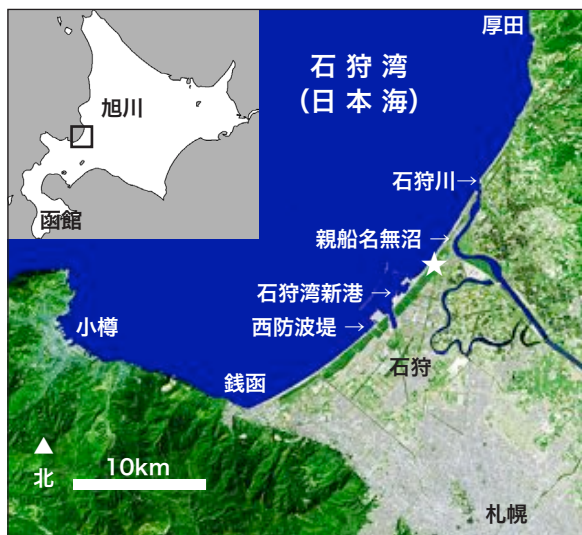 厚田
石狩湾
(日本海)
旭川
石狩川→
函館
親船名無沼→
石狩湾新港→
小樽
西防波堤→
石狩
銭函
北
10km
札幌